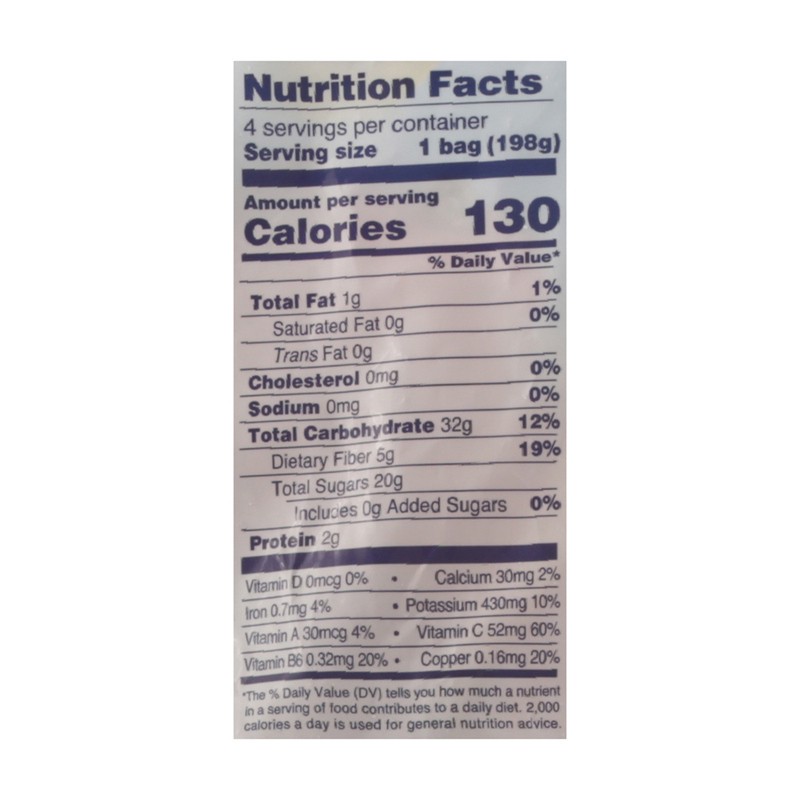 Nutrition Facts
4 servings per container
Serving size 1 bag (198g)
Amount per serving
Calories 130
% Daily Value*
Total Fat 1g 1%
Saturated Fat 0g 0%
Trans Fat 0g
Cholesterol 0mg 0%
Sodium 0mg 0%
Total Carbohydrate 32g 12%
Dietary Fiber 5g 19%
Total Sugars 20g
Includes 0g Added Sugars 0%
Protein 2g
Vitamin D 0mcg 0% • Calcium 30mg 2%
Iron 0.7mg 4% • Potassium 430mg 10%
Vitamin A 30mcg 4% • Vitamin C 52mg 60%
Vitamin B6 0.32mg 20% • Copper 0.16mg 20%
*The % Daily Value (DV) tells you how much a nutrient
in a serving of food contributes to a daily diet. 2,000
calories a day is used for general nutrition advice.